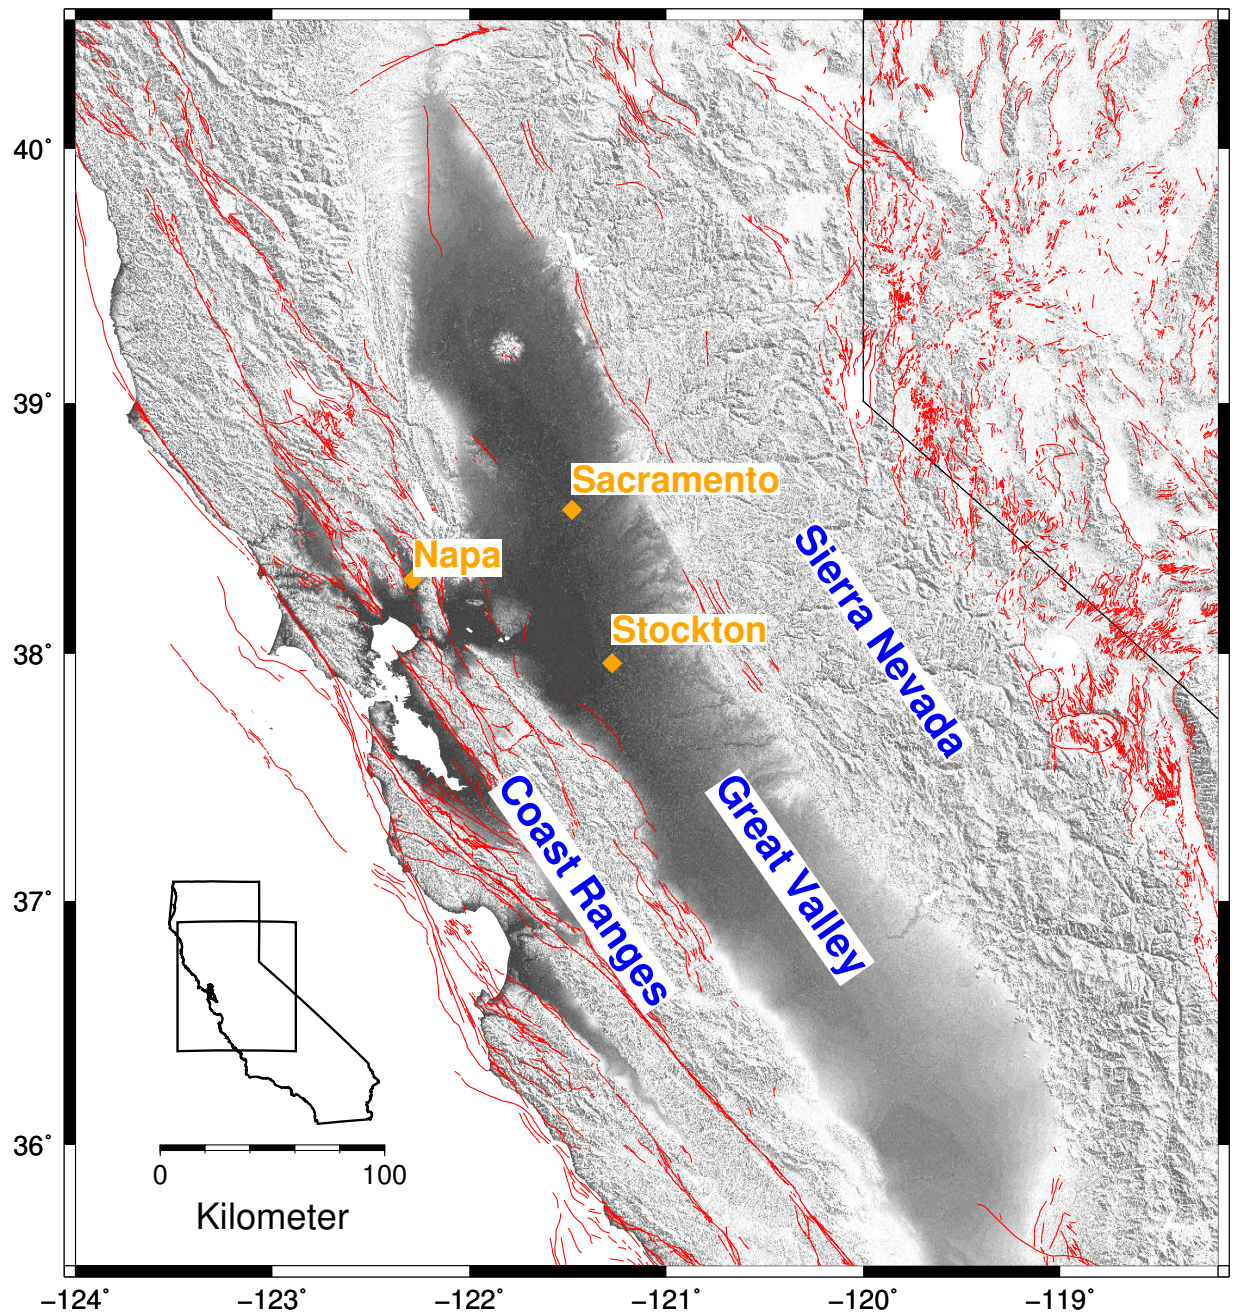 40°
39°
38°
37°
36°
Sacramento
Napa
Stockton
Sierra Nevada
Great Valley
Coast Ranges
0 100
Kilometer
−124° −123° −122° −121° −120° −119°